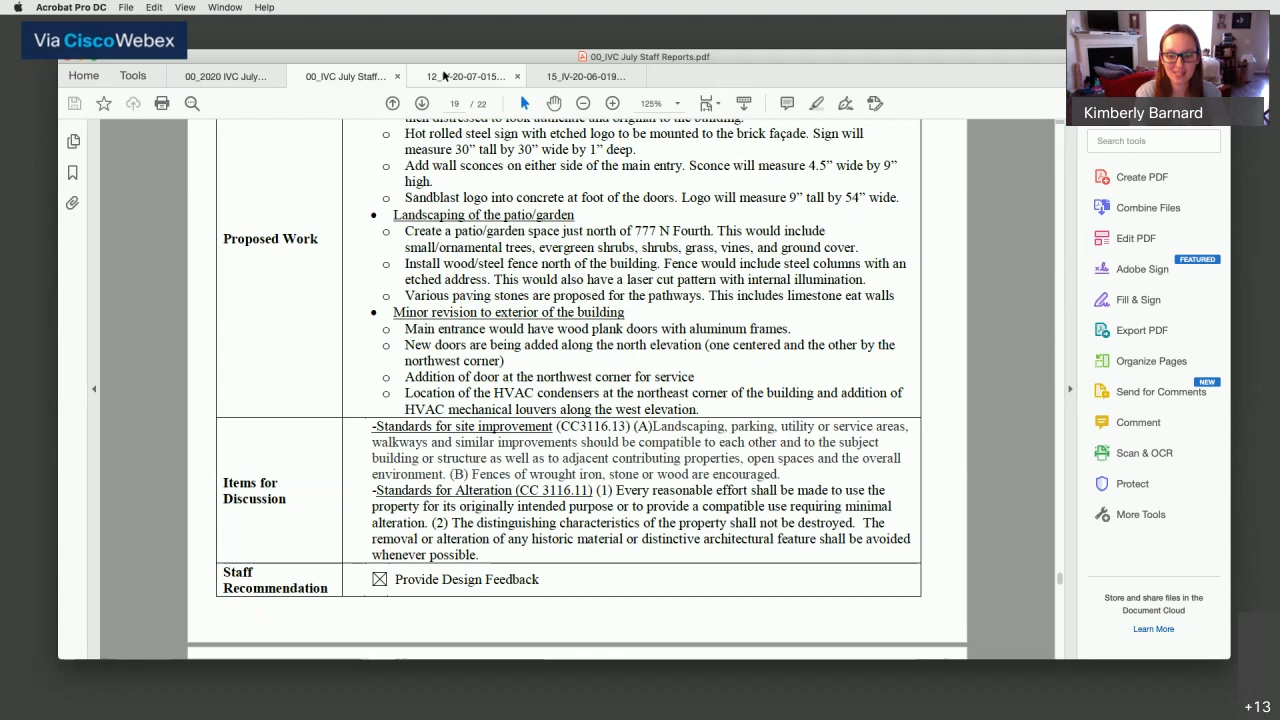 Acrobat Pro DC File Edit View Window Help
Via CiscoWebex
00_IVC July Staff Reports.pdf
Home Tools 00_2020 IVC July... 00_IVC July Staff... × 12_IV-20-07-015... × 15_IV-20-06-019...
19 / 22 125%
Kimberly Barnard
then distressed to look authentic and original to the building.
o Hot rolled steel sign with etched logo to be mounted to the brick façade. Sign will
measure 30” tall by 30” wide by 1” deep.
o Add wall sconces on either side of the main entry. Sconce will measure 4.5” wide by 9”
high.
o Sandblast logo into concrete at foot of the doors. Logo will measure 9” tall by 54” wide.
Proposed Work
• Landscaping of the patio/garden
o Create a patio/garden space just north of 777 N Fourth. This would include
small/ornamental trees, evergreen shrubs, shrubs, grass, vines, and ground cover.
o Install wood/steel fence north of the building. Fence would include steel columns with an
etched address. This would also have a laser cut pattern with internal illumination.
o Various paving stones are proposed for the pathways. This includes limestone eat walls
• Minor revision to exterior of the building
o Main entrance would have wood plank doors with aluminum frames.
o New doors are being added along the north elevation (one centered and the other by the
northwest corner)
o Addition of door at the northwest corner for service
o Location of the HVAC condensers at the northeast corner of the building and addition of
HVAC mechanical louvers along the west elevation.
Items for
Discussion
-Standards for site improvement (CC3116.13) (A)Landscaping, parking, utility or service areas,
walkways and similar improvements should be compatible to each other and to the subject
building or structure as well as to adjacent contributing properties, open spaces and the overall
environment. (B) Fences of wrought iron, stone or wood are encouraged.
-Standards for Alteration (CC 3116.11) (1) Every reasonable effort shall be made to use the
property for its originally intended purpose or to provide a compatible use requiring minimal
alteration. (2) The distinguishing characteristics of the property shall not be destroyed. The
removal or alteration of any historic material or distinctive architectural feature shall be avoided
whenever possible.
Staff
Recommendation
☒ Provide Design Feedback
Search tools
Create PDF
Combine Files
Edit PDF
FEATURED
Adobe Sign
Fill & Sign
Export PDF
Organize Pages
NEW
Send for Comments
Comment
Scan & OCR
Protect
More Tools
Store and share files in the
Document Cloud
Learn More
+13